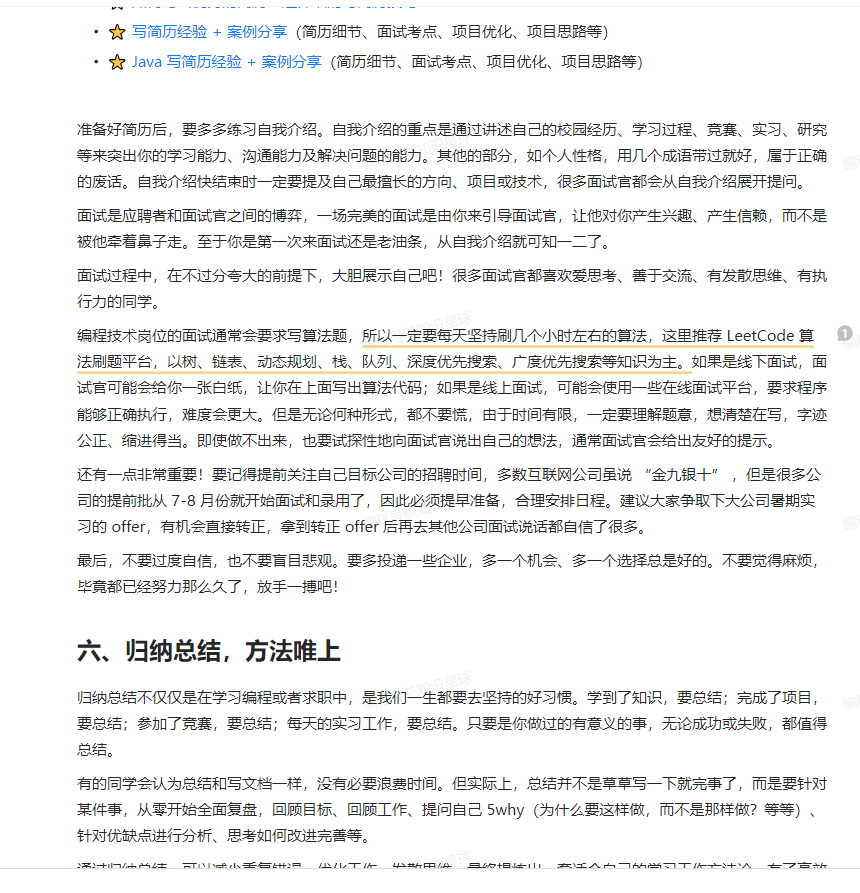 写简历经验 + 案例分享（简历细节、面试考点、项目优化、项目思路等）
Java 写简历经验 + 案例分享（简历细节、面试考点、项目优化、项目思路等）
准备好简历后，要多多练习自我介绍。自我介绍的重点是通过讲述自己的校园经历、学习过程、竞赛、实习、研究
等来突出你的学习能力、沟通能力及解决问题的能力。其他的部分，如个人性格，用几个成语带过就好，属于正确
的废话。自我介绍快结束时一定要提及自己最擅长的方向、项目或技术，很多面试官都会从自我介绍展开提问。
面试是应聘者和面试官之间的博弈，一场完美的面试是由你来引导面试官，让他对你产生兴趣、产生信赖，而不是
被他牵着鼻子走。至于你是第一次来面试还是老油条，从自我介绍就可知一二了。
面试过程中，在不过分夸大的前提下，大胆展示自己吧！很多面试官都喜欢爱思考、善于交流、有发散思维、有执
行力的同学。
编程技术岗位的面试通常会要求写算法题，所以一定要每天坚持刷几个小时左右的算法，这里推荐 LeetCode 算
1
法刷题平台，以树、链表、动态规划、栈、队列、深度优先搜索、广度优先搜索等知识为主。如果是线下面试，面
试官可能会给你一张白纸，让你在上面写出算法代码；如果是线上面试，可能会使用一些在线面试平台，要求程序
能够正确执行，难度会更大。但是无论何种形式，都不要慌，由于时间有限，一定要理解题意，想清楚在写，字迹
公正、缩进得当。即使做不出来，也要试探性地向面试官说出自己的想法，通常面试官会给出友好的提示。
还有一点非常重要！要记得提前关注自己目标公司的招聘时间，多数互联网公司虽说 “金九银十” ，但是很多公
司的提前批从 7-8 月份就开始面试和录用了，因此必须提早准备，合理安排日程。建议大家争取下大公司暑期实
习的 offer，有机会直接转正，拿到转正 offer 后再去其他公司面试说话都自信了很多。
最后，不要过度自信，也不要盲目悲观。要多投递一些企业，多一个机会、多一个选择总是好的。不要觉得麻烦，
毕竟都已经努力那么久了，放手一搏吧！
六、归纳总结，方法唯上
归纳总结不仅仅是在学习编程或者求职中，是我们一生都要去坚持的好习惯。学到了知识，要总结；完成了项目，
要总结；参加了竞赛，要总结；每天的实习工作，要总结。只要是你做过的有意义的事，无论成功或失败，都值得
总结。
有的同学会认为总结和写文档一样，没有必要浪费时间。但实际上，总结并不是草草写一下就完事了，而是要针对
某件事，从零开始全面复盘，回顾目标、回顾工作、提问自己 5why（为什么要这样做，而不是那样做？等等）、
针对优缺点进行分析、思考如何改进完善等。